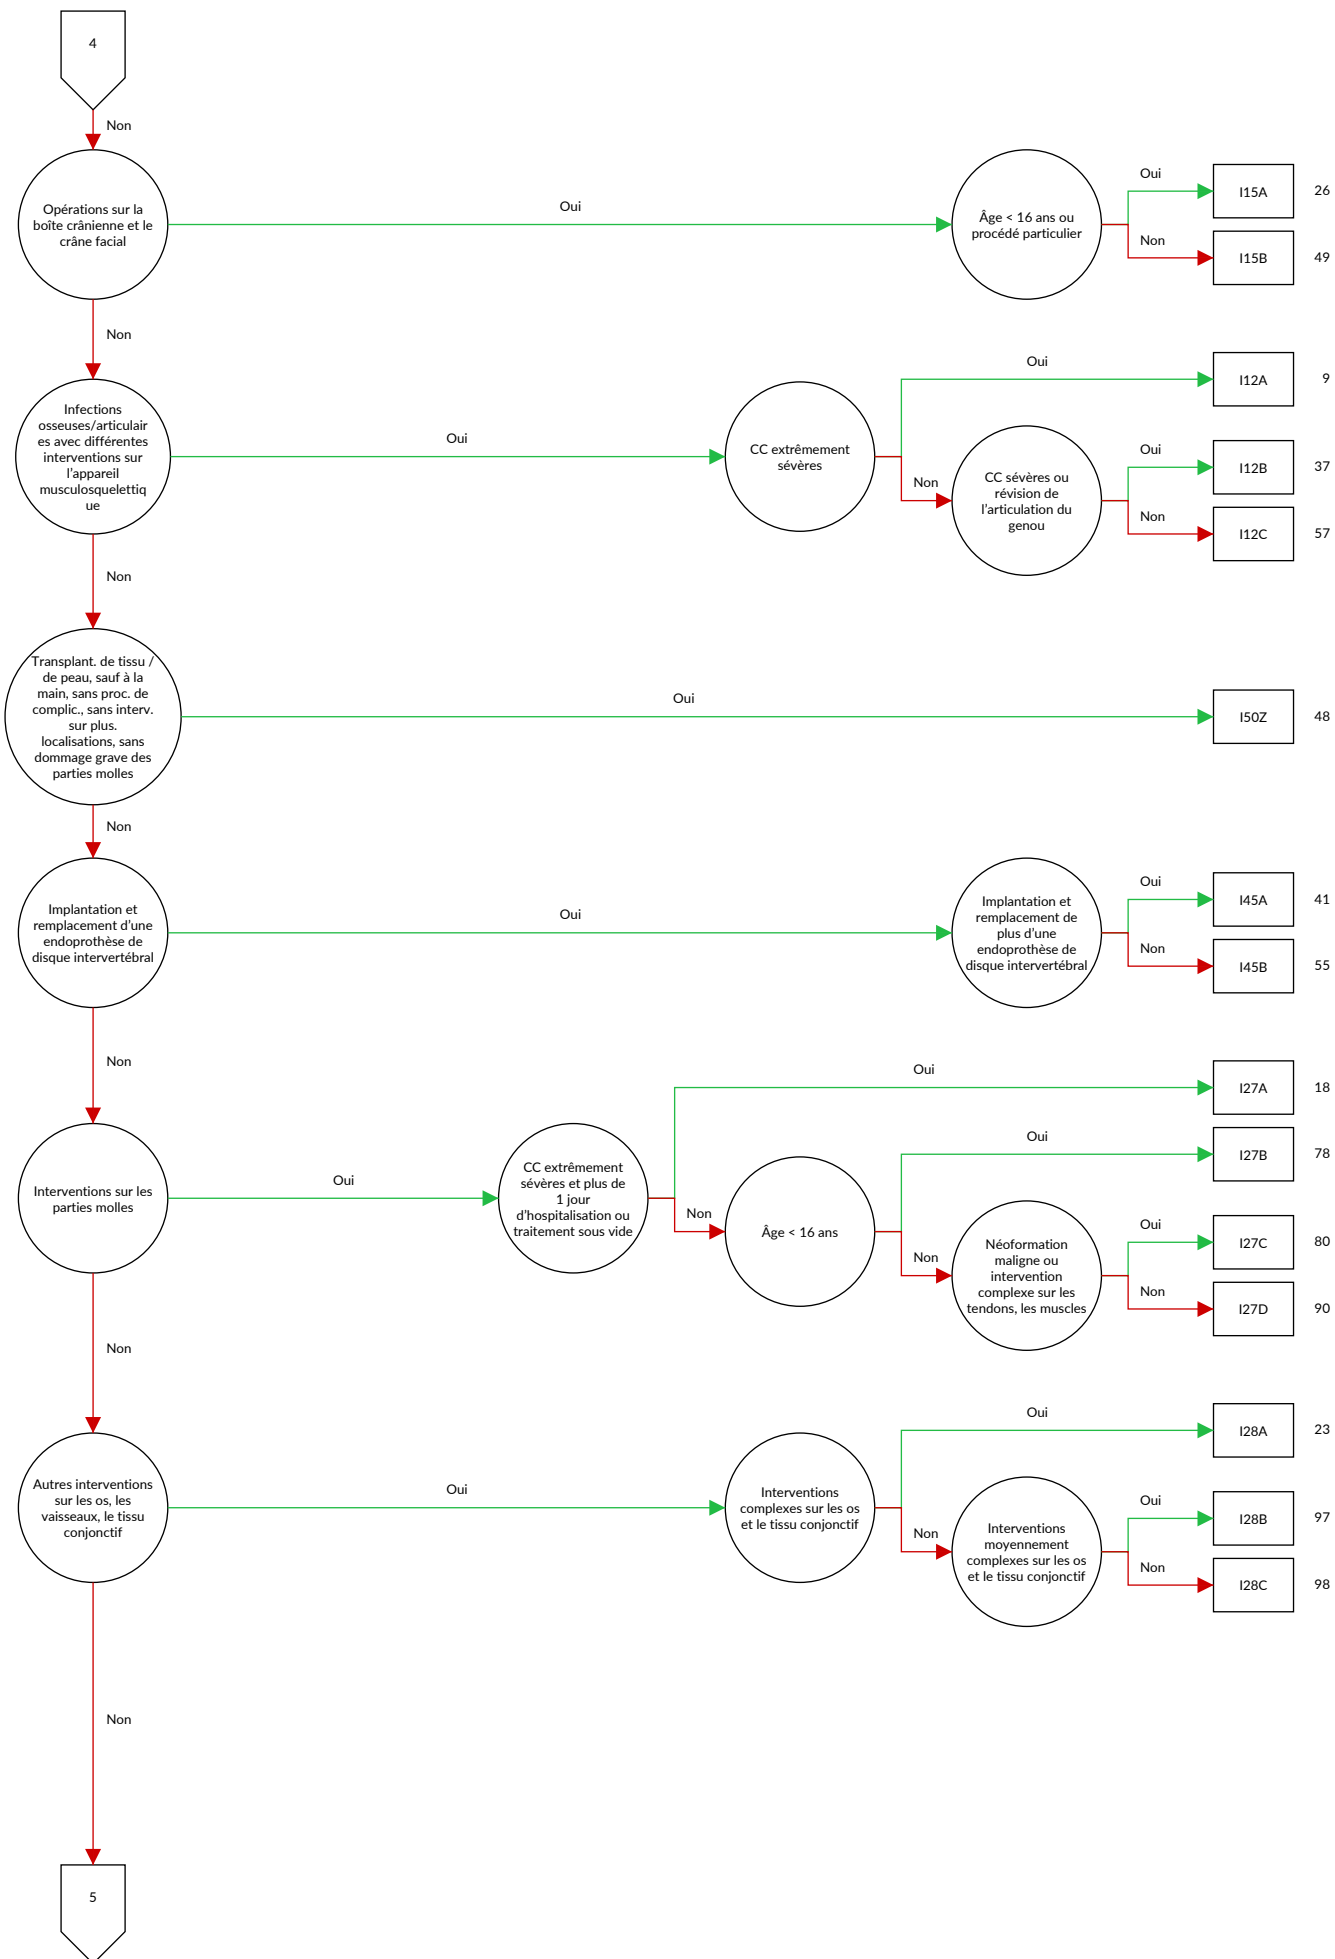 4
Non
Opérations sur la
boîte crânienne et le
crâne facial
Oui
Âge < 16 ans ou
procédé particulier
Oui
I15A
26
Non
I15B
49
Non
Infections
osseuses/articulair
es avec différentes
interventions sur
l'appareil
musculosquelettiq
ue
Oui
CC extrêmement
sévères
Oui
I12A
9
Non
CC sévères ou
révision de
l'articulation du
genou
Oui
I12B
37
Non
I12C
57
Non
Transplant. de tissu /
de peau, sauf à la
main, sans proc. de
complic., sans interv.
sur plus.
localisations, sans
dommage grave des
parties molles
Oui
I50Z
48
Non
Implantation et
remplacement d'une
endoprothèse de
disque intervertébral
Oui
Implantation et
remplacement de
plus d'une
endoprothèse de
disque intervertébral
Oui
I45A
41
Non
I45B
55
Non
Interventions sur les
parties molles
Oui
CC extrêmement
sévères et plus de
1 jour
d'hospitalisation ou
traitement sous vide
Oui
I27A
18
Non
Âge < 16 ans
Oui
I27B
78
Non
Néoformation
maligne ou
intervention
complexe sur les
tendons, les muscles
Oui
I27C
80
Non
I27D
90
Non
Autres interventions
sur les os, les
vaisseaux, le tissu
conjonctif
Oui
Interventions
complexes sur les os
et le tissu conjonctif
Oui
I28A
23
Non
Interventions
moyennement
complexes sur les os
et le tissu conjonctif
Oui
I28B
97
Non
I28C
98
Non
5